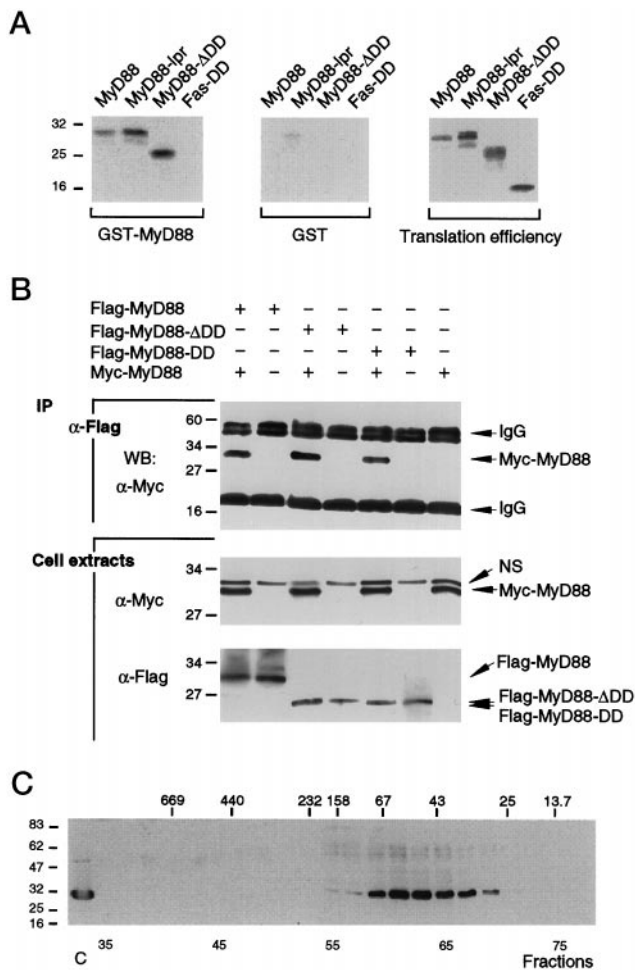 A
MyD88 MyD88-lpr MyD88-ΔDD Fas-DD
MyD88 MyD88-lpr MyD88-ΔDD Fas-DD
MyD88 MyD88-lpr MyD88-ΔDD Fas-DD
32
25
16
GST-MyD88
GST
Translation efficiency
B
Flag-MyD88 + + − − − − −
Flag-MyD88-ΔDD − − + + − − −
Flag-MyD88-DD − − − − + + −
Myc-MyD88 + − + − + − +
IP
α-Flag
WB:
α-Myc
60
34
27
16
IgG
Myc-MyD88
IgG
Cell extracts
α-Myc
34
27
NS
Myc-MyD88
α-Flag
34
27
Flag-MyD88
Flag-MyD88-ΔDD
Flag-MyD88-DD
C
669 440 232 158 67 43 25 13.7
83
62
47
32
25
16
C 35 45 55 65 75
Fractions